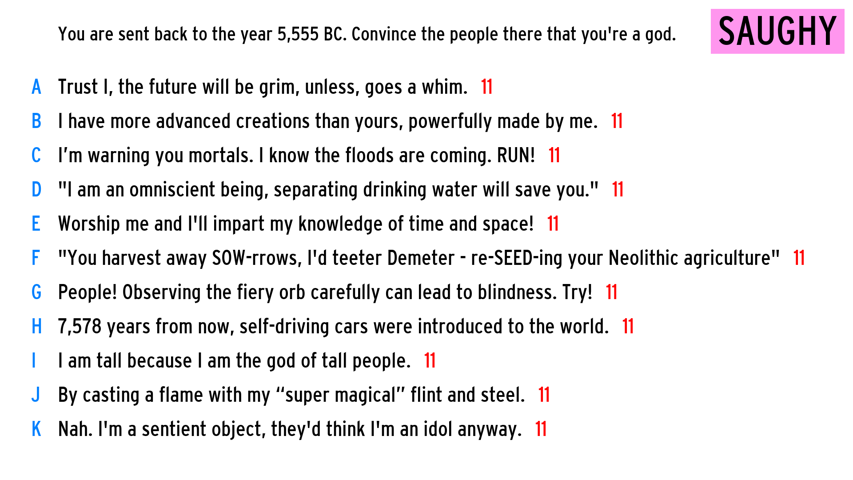 You are sent back to the year 5,555 BC. Convince the people there that you're a god.
SAUGHY
A Trust I, the future will be grim, unless, goes a whim. 11
B I have more advanced creations than yours, powerfully made by me. 11
C I’m warning you mortals. I know the floods are coming. RUN! 11
D "I am an omniscient being, separating drinking water will save you." 11
E Worship me and I'll impart my knowledge of time and space! 11
F "You harvest away SOW-rrows, I'd teeter Demeter - re-SEED-ing your Neolithic agriculture" 11
G People! Observing the fiery orb carefully can lead to blindness. Try! 11
H 7,578 years from now, self-driving cars were introduced to the world. 11
I I am tall because I am the god of tall people. 11
J By casting a flame with my “super magical” flint and steel. 11
K Nah. I'm a sentient object, they'd think I'm an idol anyway. 11